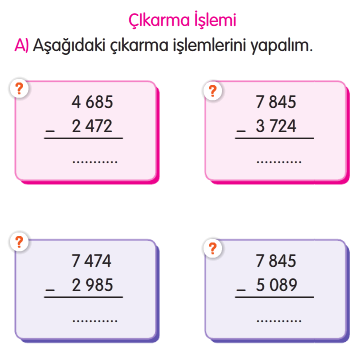 Çıkarma İşlemi
A) Aşağıdaki çıkarma işlemlerini yapalım.
? ?
4 685 7 845
_ 2 472 _ 3 724
........... ...........
? ?
7 474 7 845
_ 2 985 _ 5 089
........... ...........